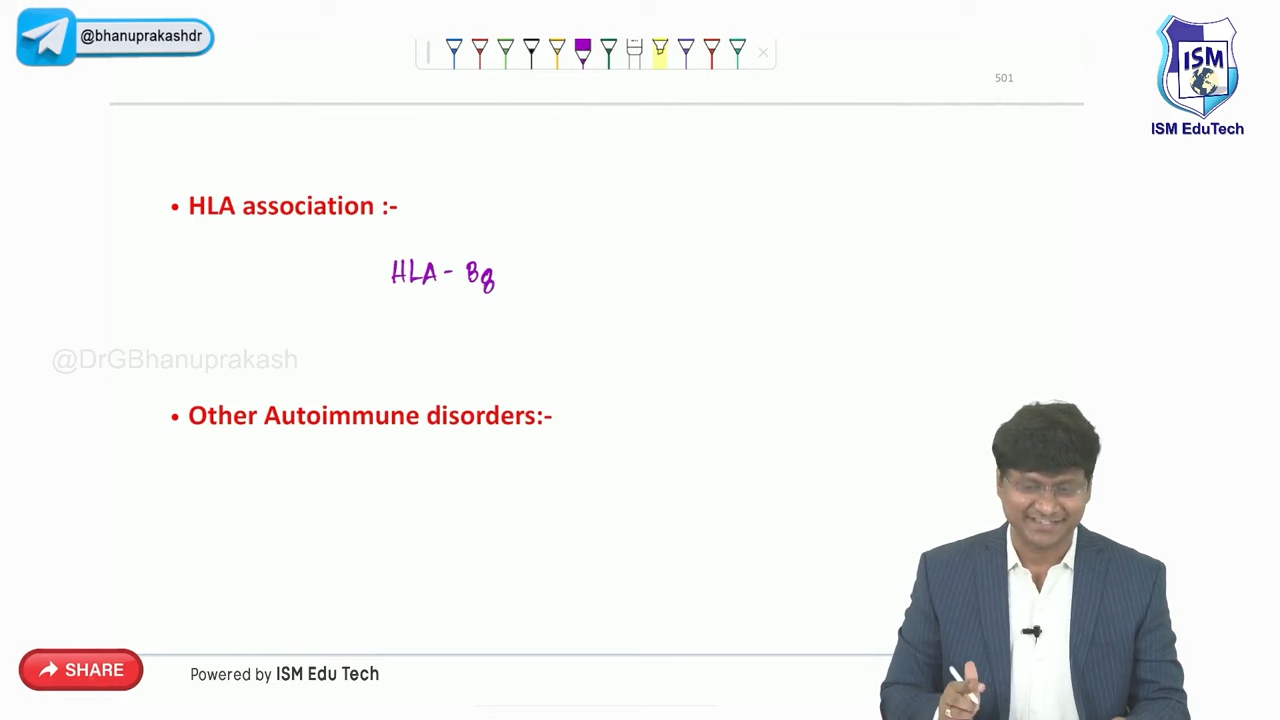 @bhanuprakashdr
501
ISM
ISM EduTech
• HLA association :-
HLA - B8
@DrGBhanuprakash
• Other Autoimmune disorders:-
SHARE
Powered by ISM Edu Tech